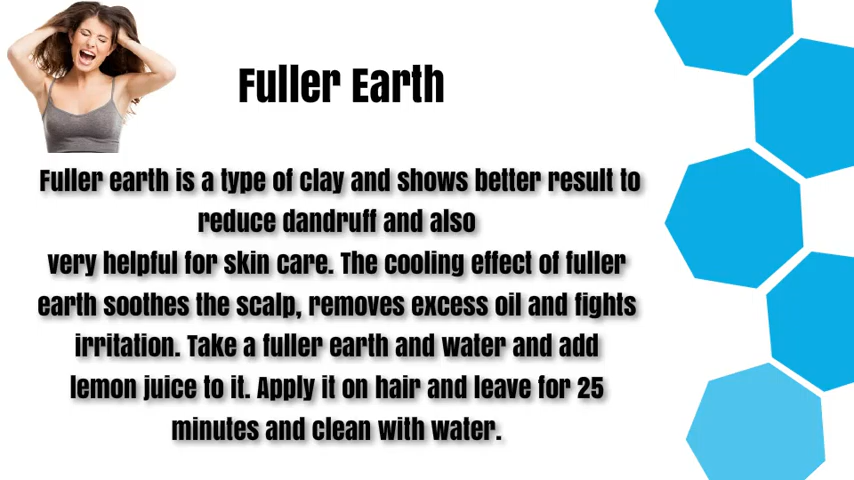 Fuller Earth
Fuller earth is a type of clay and shows better result to
reduce dandruff and also
very helpful for skin care. The cooling effect of fuller
earth soothes the scalp, removes excess oil and fights
irritation. Take a fuller earth and water and add
lemon juice to it. Apply it on hair and leave for 25
minutes and clean with water.